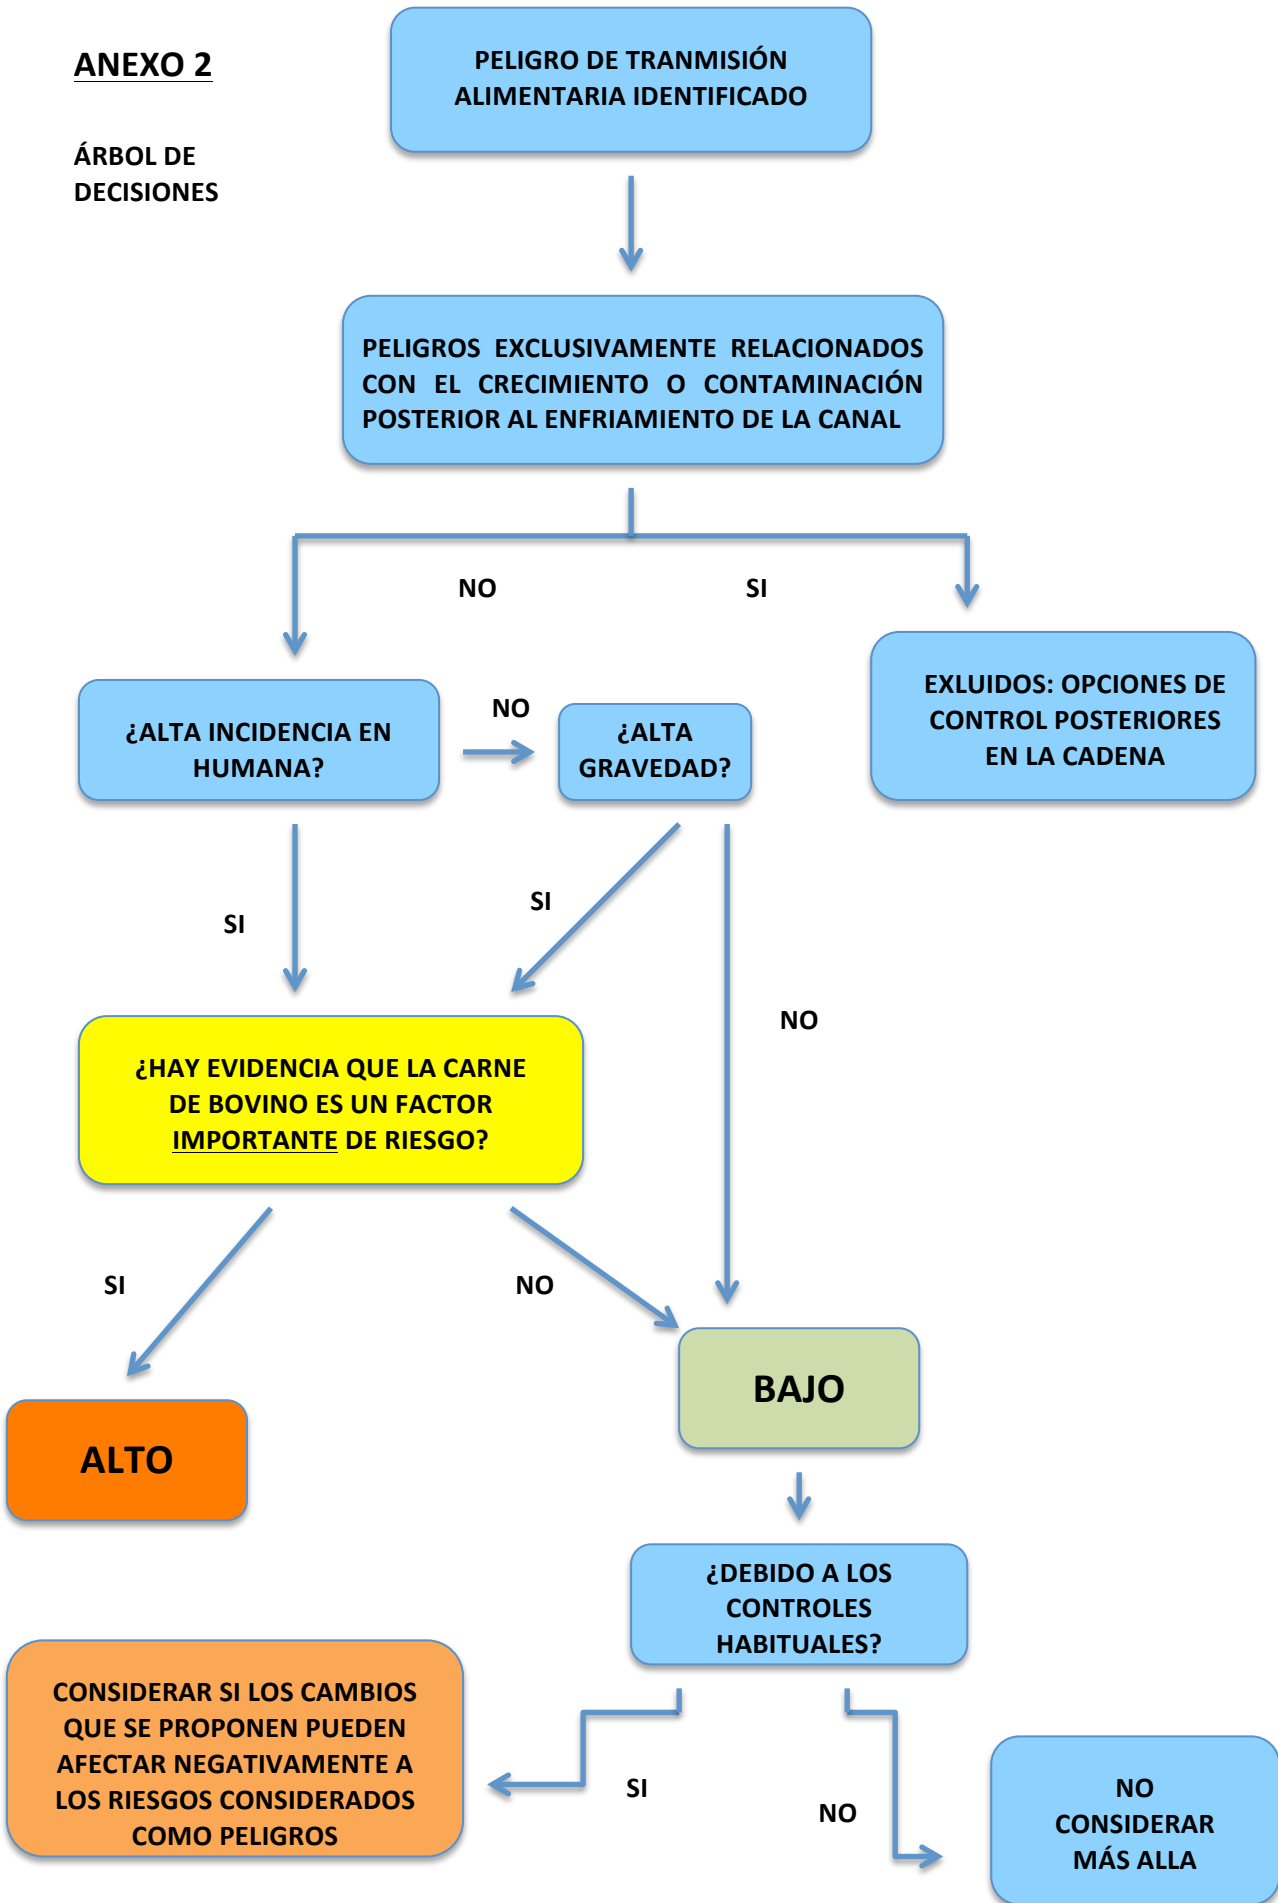 ANEXO 2
ÁRBOL DE
DECISIONES
PELIGRO DE TRANMISIÓN
ALIMENTARIA IDENTIFICADO
PELIGROS EXCLUSIVAMENTE RELACIONADOS
CON EL CRECIMIENTO O CONTAMINACIÓN
POSTERIOR AL ENFRIAMIENTO DE LA CANAL
NO
SI
EXLUIDOS: OPCIONES DE
CONTROL POSTERIORES
EN LA CADENA
¿ALTA INCIDENCIA EN
HUMANA?
NO
¿ALTA
GRAVEDAD?
SI
SI
NO
¿HAY EVIDENCIA QUE LA CARNE
DE BOVINO ES UN FACTOR
IMPORTANTE DE RIESGO?
SI
NO
ALTO
BAJO
¿DEBIDO A LOS
CONTROLES
HABITUALES?
SI
NO
CONSIDERAR SI LOS CAMBIOS
QUE SE PROPONEN PUEDEN
AFECTAR NEGATIVAMENTE A
LOS RIESGOS CONSIDERADOS
COMO PELIGROS
NO
CONSIDERAR
MÁS ALLA